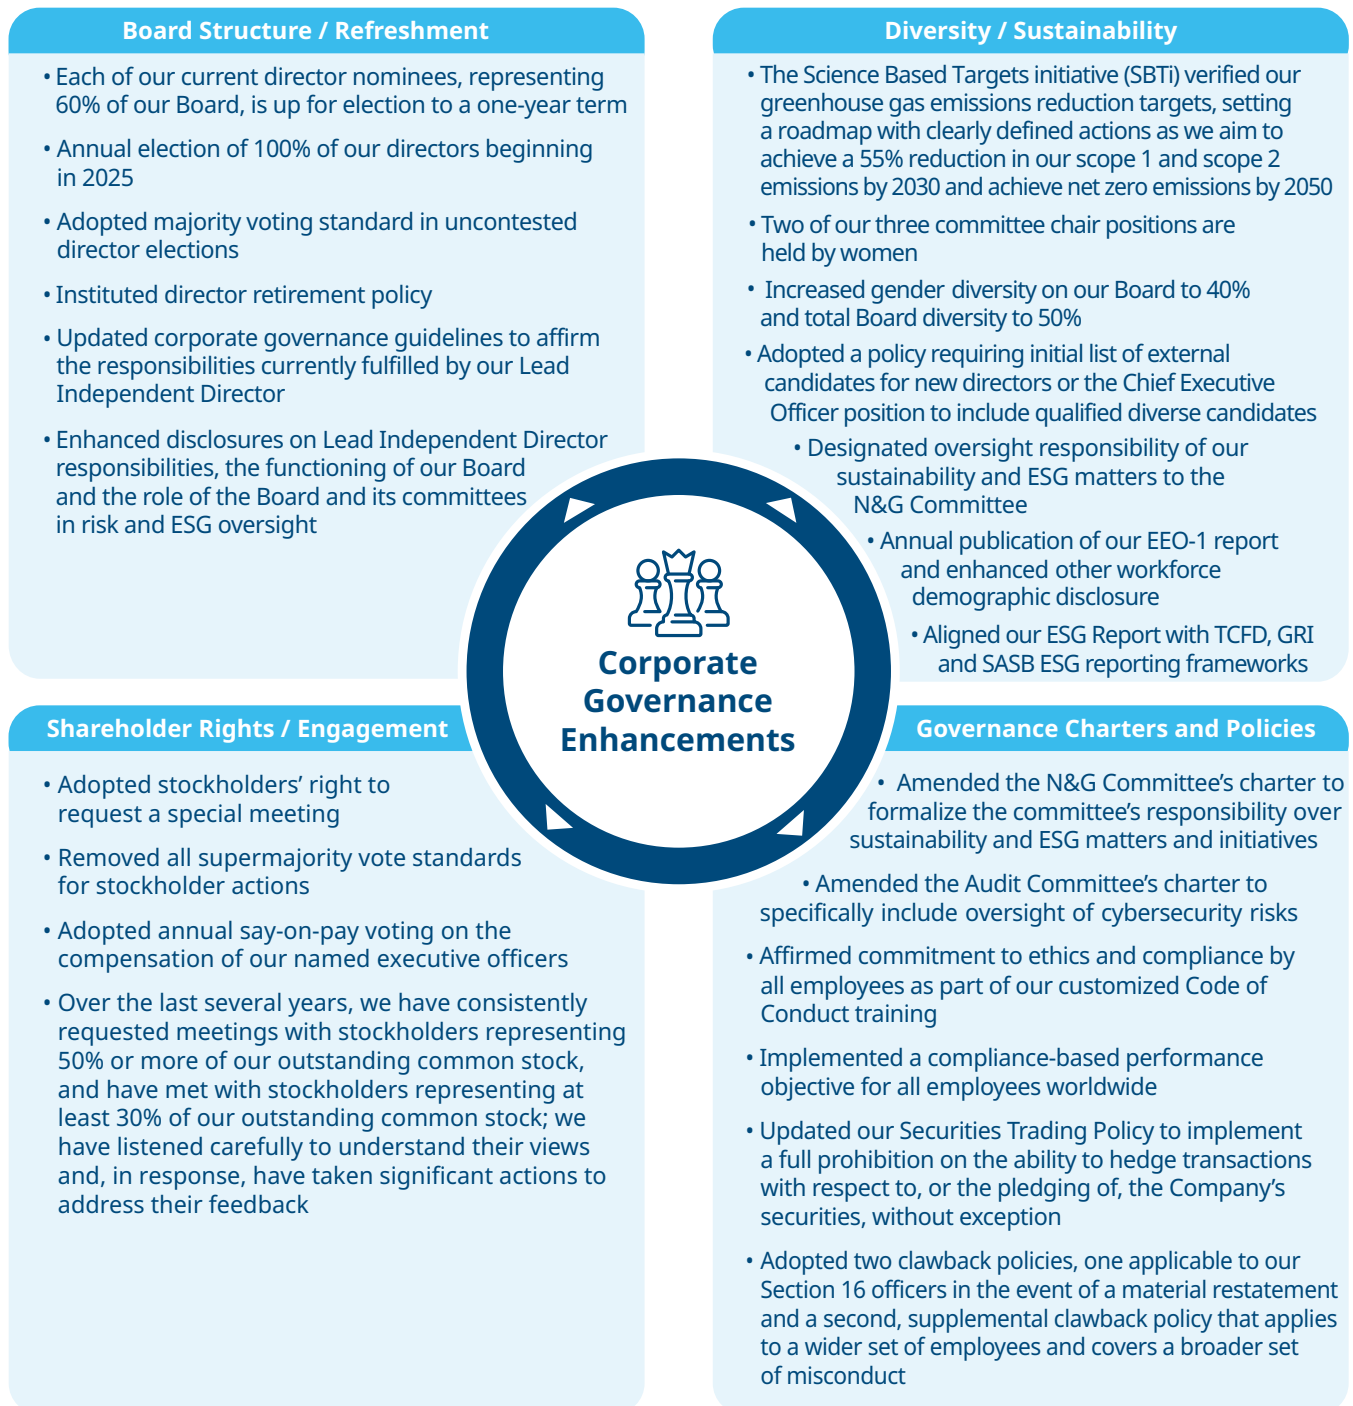 Board Structure / Refreshment
• Each of our current director nominees, representing
60% of our Board, is up for election to a one-year term
• Annual election of 100% of our directors beginning
in 2025
• Adopted majority voting standard in uncontested
director elections
• Instituted director retirement policy
• Updated corporate governance guidelines to affirm
the responsibilities currently fulfilled by our Lead
Independent Director
• Enhanced disclosures on Lead Independent Director
responsibilities, the functioning of our Board
and the role of the Board and its committees
in risk and ESG oversight
Diversity / Sustainability
• The Science Based Targets initiative (SBTi) verified our
greenhouse gas emissions reduction targets, setting
a roadmap with clearly defined actions as we aim to
achieve a 55% reduction in our scope 1 and scope 2
emissions by 2030 and achieve net zero emissions by 2050
• Two of our three committee chair positions are
held by women
• Increased gender diversity on our Board to 40%
and total Board diversity to 50%
• Adopted a policy requiring initial list of external
candidates for new directors or the Chief Executive
Officer position to include qualified diverse candidates
• Designated oversight responsibility of our
sustainability and ESG matters to the
N&G Committee
• Annual publication of our EEO-1 report
and enhanced other workforce
demographic disclosure
• Aligned our ESG Report with TCFD, GRI
and SASB ESG reporting frameworks
Corporate
Governance
Enhancements
Shareholder Rights / Engagement
• Adopted stockholders’ right to
request a special meeting
• Removed all supermajority vote standards
for stockholder actions
• Adopted annual say-on-pay voting on the
compensation of our named executive officers
• Over the last several years, we have consistently
requested meetings with stockholders representing
50% or more of our outstanding common stock,
and have met with stockholders representing at
least 30% of our outstanding common stock; we
have listened carefully to understand their views
and, in response, have taken significant actions to
address their feedback
Governance Charters and Policies
• Amended the N&G Committee’s charter to
formalize the committee’s responsibility over
sustainability and ESG matters and initiatives
• Amended the Audit Committee’s charter to
specifically include oversight of cybersecurity risks
• Affirmed commitment to ethics and compliance by
all employees as part of our customized Code of
Conduct training
• Implemented a compliance-based performance
objective for all employees worldwide
• Updated our Securities Trading Policy to implement
a full prohibition on the ability to hedge transactions
with respect to, or the pledging of, the Company’s
securities, without exception
• Adopted two clawback policies, one applicable to our
Section 16 officers in the event of a material restatement
and a second, supplemental clawback policy that applies
to a wider set of employees and covers a broader set
of misconduct